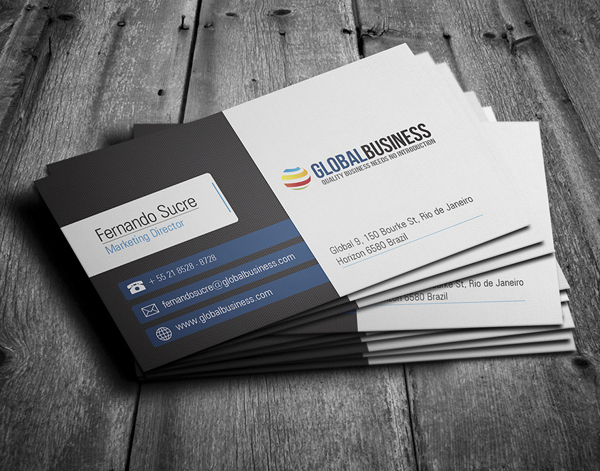 Fernando Sucre
Marketing Director
+ 55 21 8528 - 8728
fernandosucre@globalbusiness.com
www.globalbusiness.com
GLOBALBUSINESS
QUALITY BUSINESS NEEDS NO INTRODUCTION
Global 9, 150 Bourke St, Rio de Janeiro
Horizon 6580 Brazil
Bourke St, Rio de Janeiro
6580 Brazil